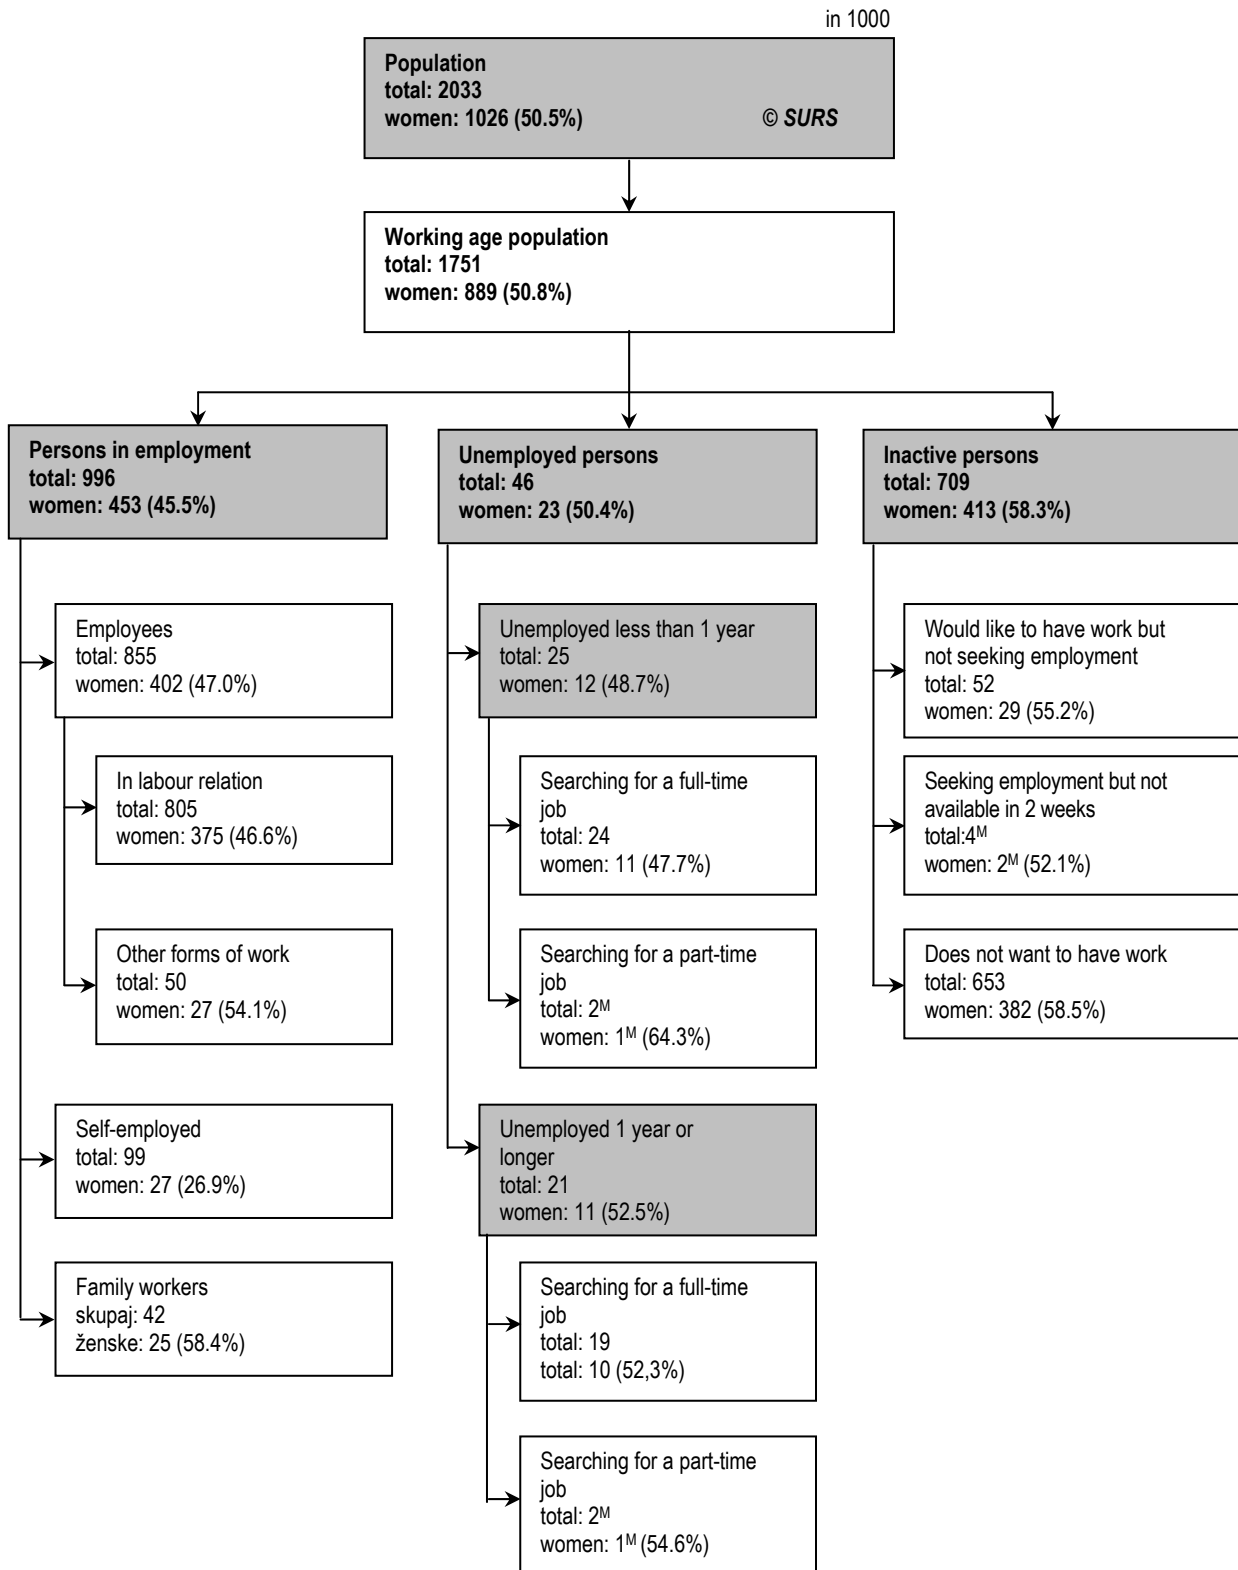 in 1000
Population
total: 2033
women: 1026 (50.5%) © SURS
Working age population
total: 1751
women: 889 (50.8%)
Persons in employment
total: 996
women: 453 (45.5%)
Employees
total: 855
women: 402 (47.0%)
In labour relation
total: 805
women: 375 (46.6%)
Other forms of work
total: 50
women: 27 (54.1%)
Self-employed
total: 99
women: 27 (26.9%)
Family workers
skupaj: 42
ženske: 25 (58.4%)
Unemployed persons
total: 46
women: 23 (50.4%)
Unemployed less than 1 year
total: 25
women: 12 (48.7%)
Searching for a full-time
job
total: 24
women: 11 (47.7%)
Searching for a part-time
job
total: 2ᴹ
women: 1ᴹ (64.3%)
Unemployed 1 year or
longer
total: 21
women: 11 (52.5%)
Searching for a full-time
job
total: 19
total: 10 (52,3%)
Searching for a part-time
job
total: 2ᴹ
women: 1ᴹ (54.6%)
Inactive persons
total: 709
women: 413 (58.3%)
Would like to have work but
not seeking employment
total: 52
women: 29 (55.2%)
Seeking employment but not
available in 2 weeks
total:4ᴹ
women: 2ᴹ (52.1%)
Does not want to have work
total: 653
women: 382 (58.5%)